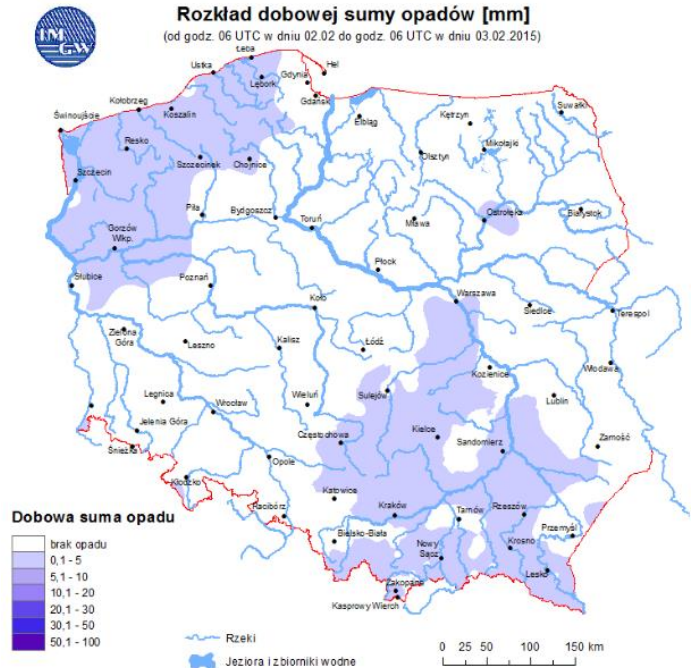 Rozkład dobowej sumy opadów [mm]
(od godz. 06 UTC w dniu 02.02 do godz. 06 UTC w dniu 03.02.2015)
IM
GW
Łeba
Ustka
Hel
Lębork
Gdynia
Gdańsk
Kołobrzeg
Koszalin
Świnoujście
Elbląg
Kętrzyn
Suwałki
Resko
Mikołajki
Olsztyn
Szczecinek
Chojnice
Szczecin
Piła
Bydgoszcz
Toruń
Mława
Ostrołęka
Białystok
Gorzów
Wlkp.
Płock
Słubice
Poznań
Koło
Warszawa
Siedlce
Terespol
Zielona
Góra
Leszno
Kalisz
Łódź
Kozienice
Włodawa
Legnica
Wrocław
Wieluń
Sulejów
Lublin
Jelenia Góra
Częstochowa
Kielce
Sandomierz
Zamość
Śnieżka
Opole
Kłodzko
Katowice
Racibórz
Kraków
Tarnów
Rzeszów
Przemyśl
Bielsko-Biała
Nowy
Sącz
Krosno
Lesko
Zakopane
Kasprowy Wierch
Dobowa suma opadu
brak opadu
0,1 - 5
5,1 - 10
10,1 - 20
20,1 - 30
30,1 - 50
50,1 - 100
Rzeki
Jeziora i zbiorniki wodne
0 25 50 100 150 km